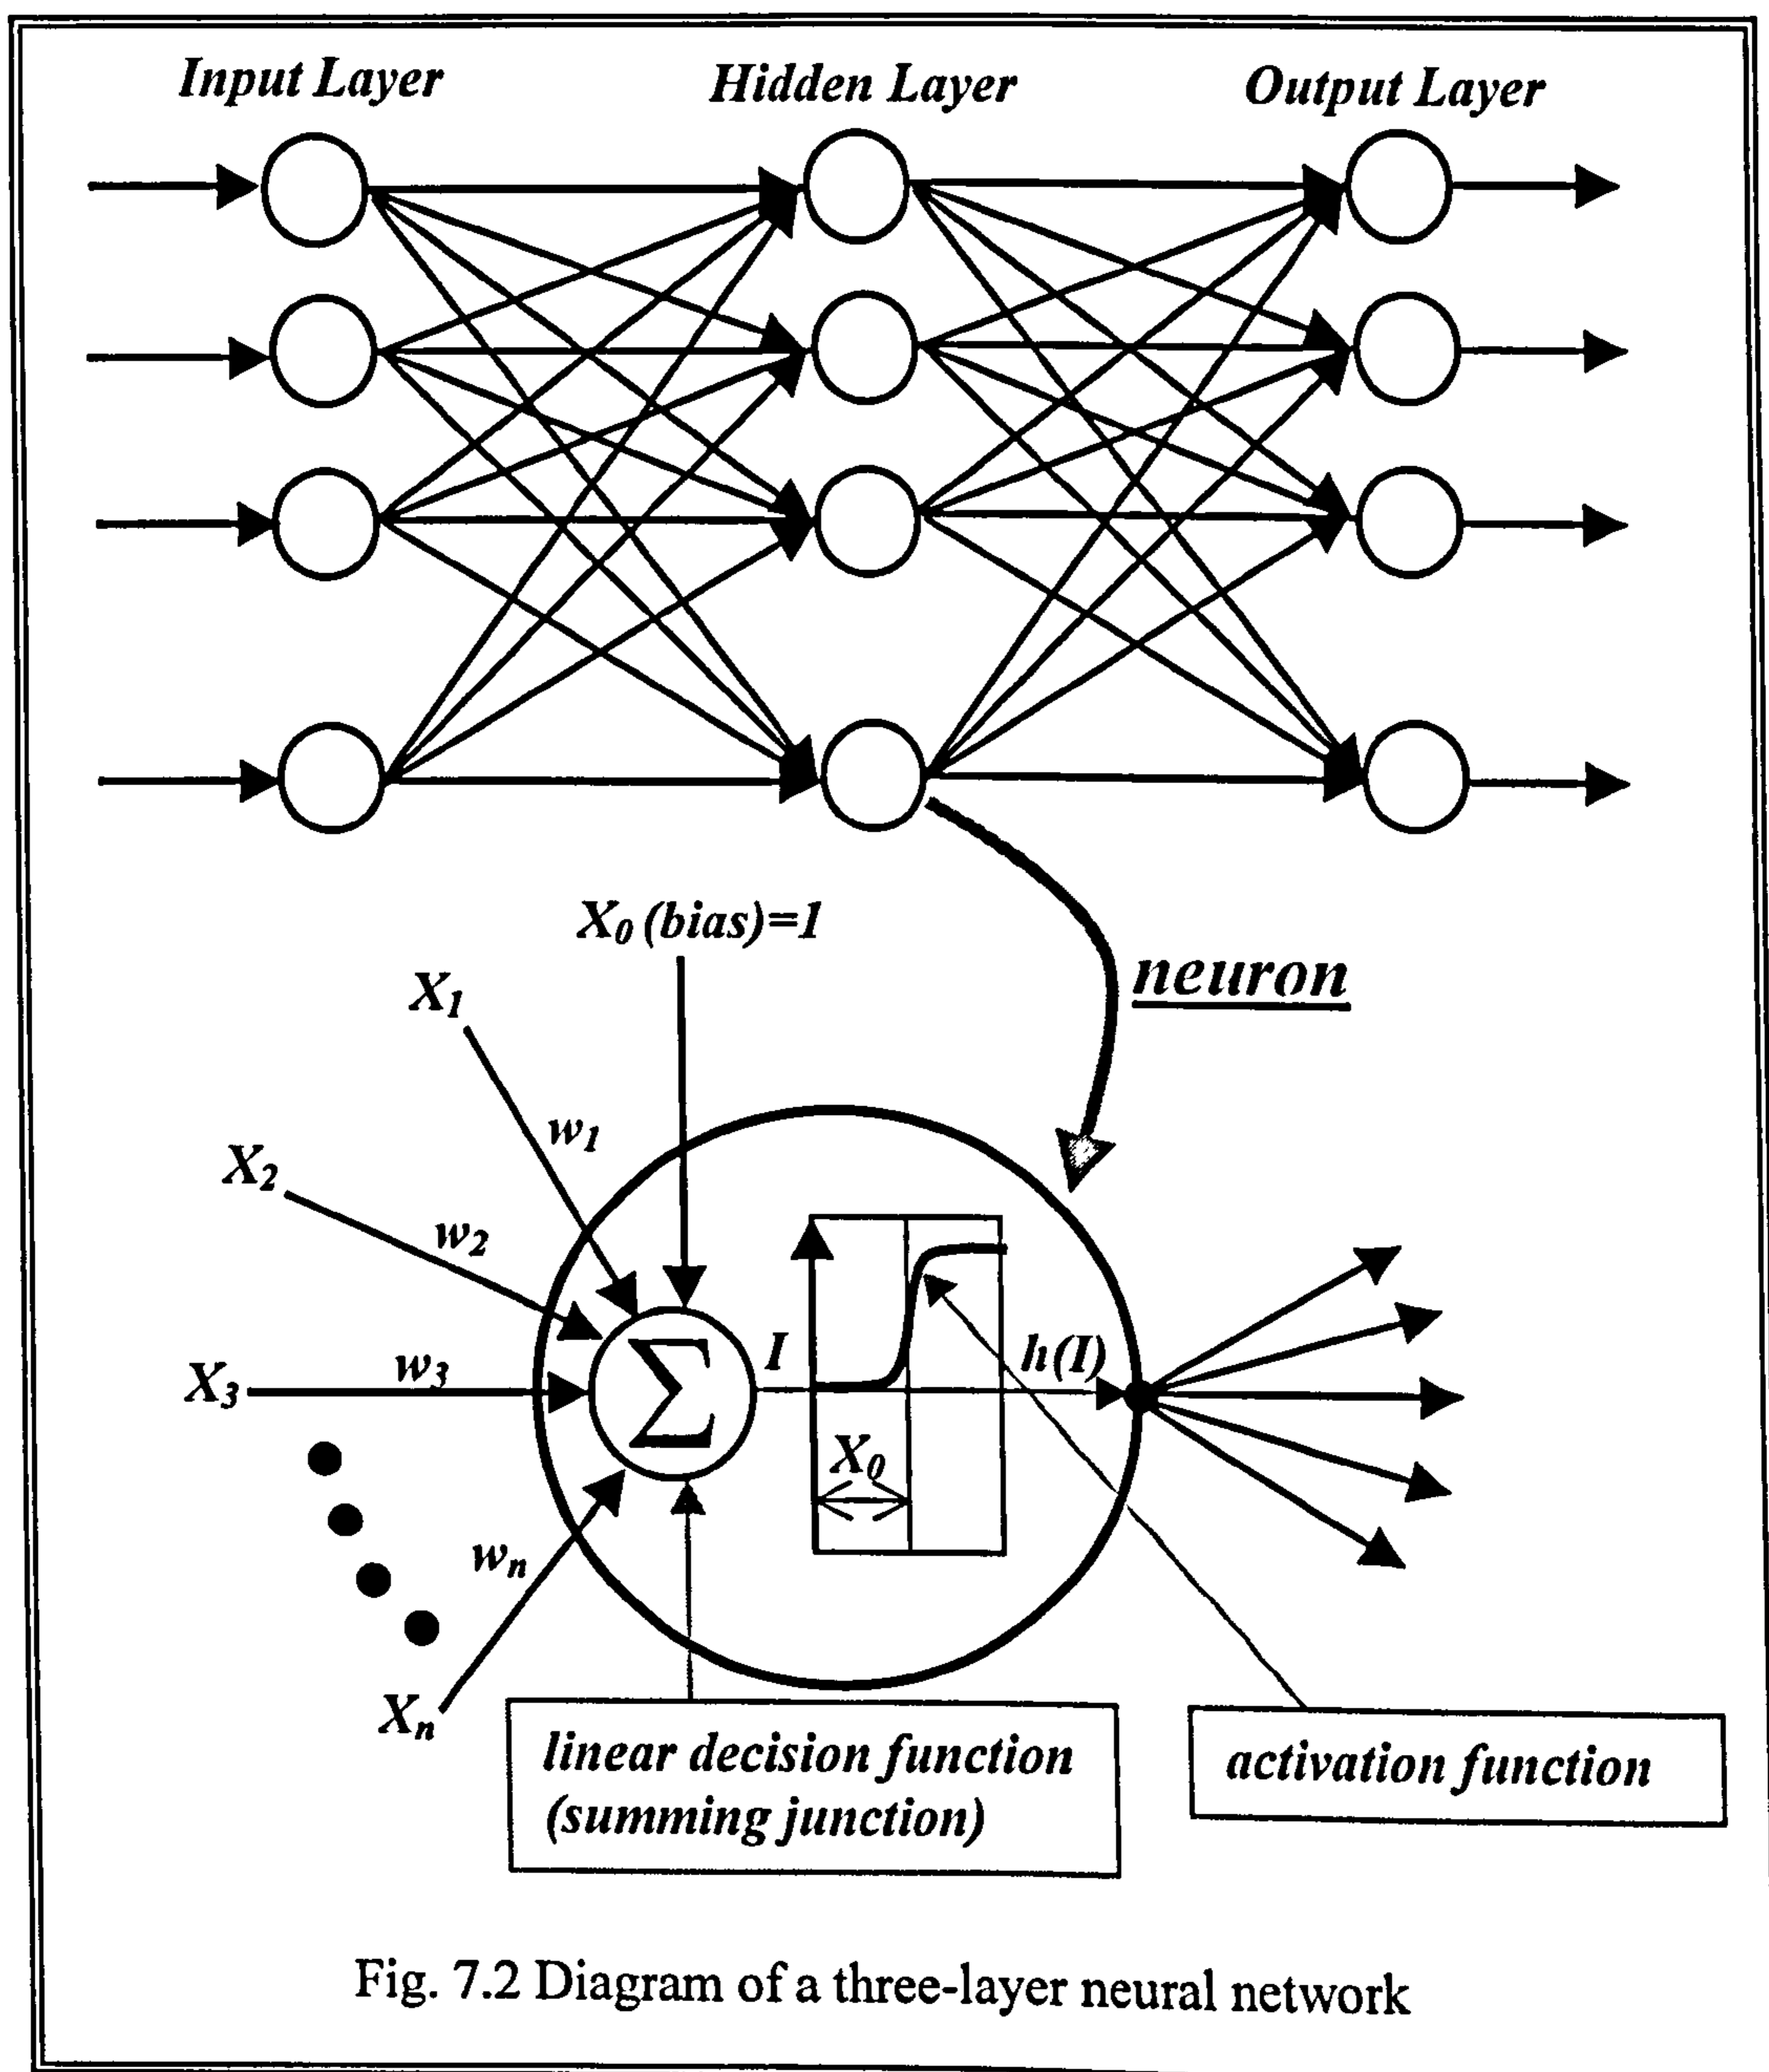 Input Layer Hidden Layer Output Layer
X₀ (bias)=1
neuron
X₁
w₁
X₂
w₂
X₃
w₃
Σ
I
h(I)
X₀
wₙ
Xₙ
linear decision function
(summing junction)
activation function
Fig. 7.2 Diagram of a three-layer neural network